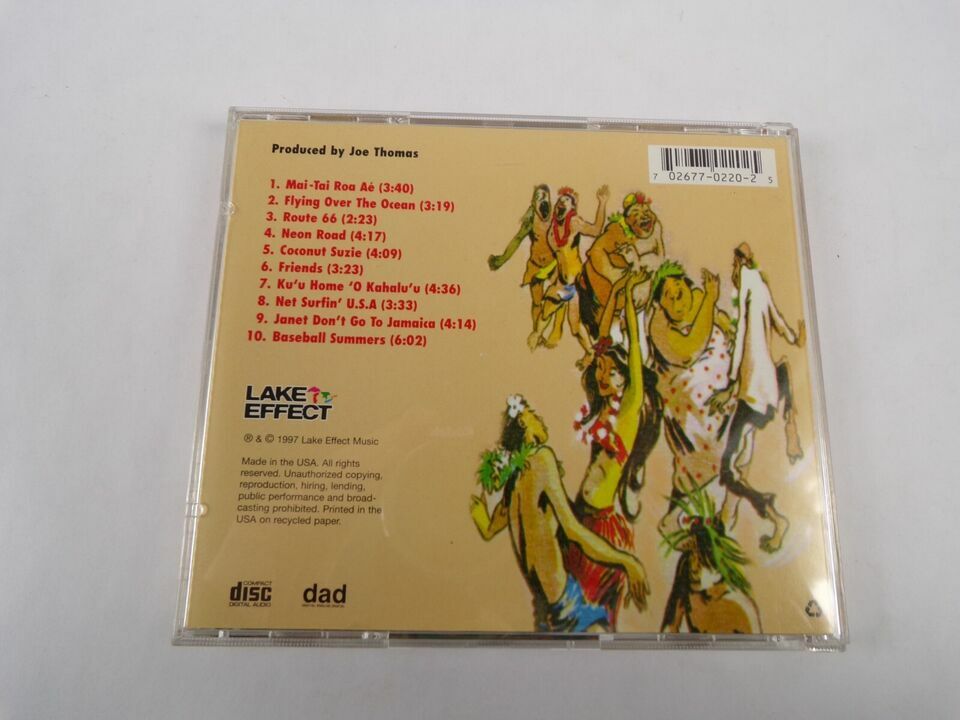 Produced by Joe Thomas
7 02677-0220-2 5
1. Mai-Tai Roa Aé (3:40)
2. Flying Over The Ocean (3:19)
3. Route 66 (2:23)
4. Neon Road (4:17)
5. Coconut Suzie (4:09)
6. Friends (3:23)
7. Ku'u Home 'O Kahalu'u (4:36)
8. Net Surfin' U.S.A (3:33)
9. Janet Don't Go To Jamaica (4:14)
10. Baseball Summers (6:02)
LAKE
EFFECT
® & © 1997 Lake Effect Music
Made in the USA. All rights
reserved. Unauthorized copying,
reproduction, hiring, lending,
public performance and broad-
casting prohibited. Printed in the
USA on recycled paper.
COMPACT
disc
DIGITAL AUDIO
dad